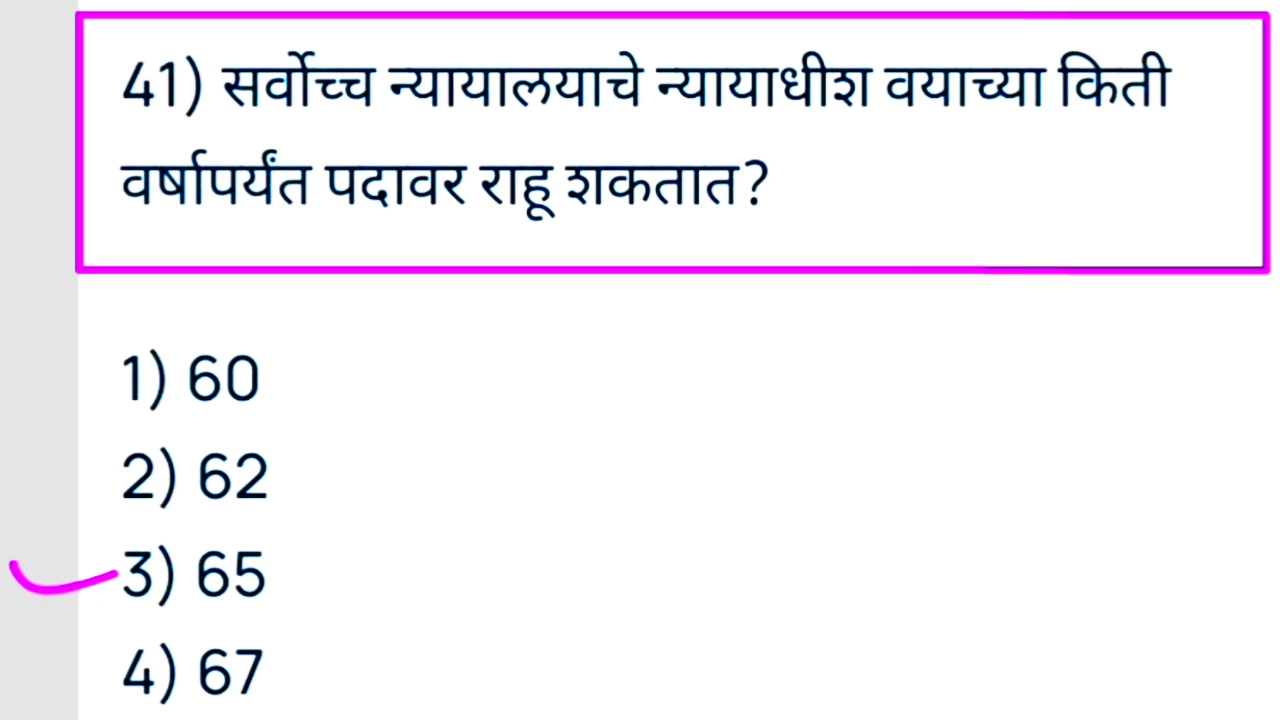 41) सर्वोच्च न्यायालयाचे न्यायाधीश वयाच्या किती
वर्षापर्यंत पदावर राहू शकतात?
1) 60
2) 62
3) 65
4) 67